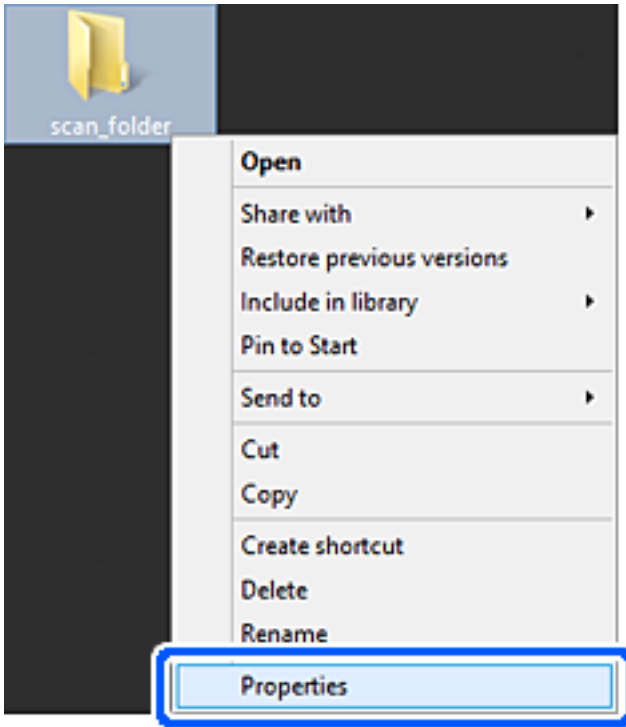 scan_folder
Open
Share with
Restore previous versions
Include in library
Pin to Start
Send to
Cut
Copy
Create shortcut
Delete
Rename
Properties